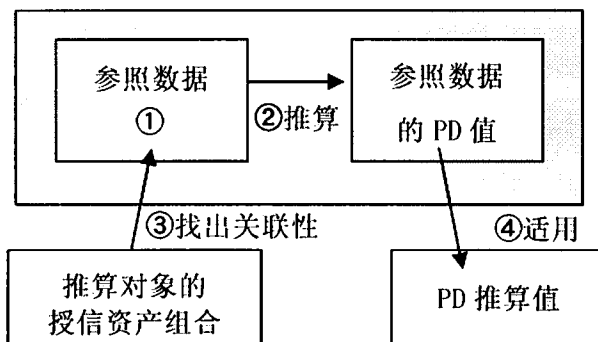 参照数据
①
②推算
参照数据
的 PD 值
③找出关联性
④适用
推算对象的
授信资产组合
PD 推算值